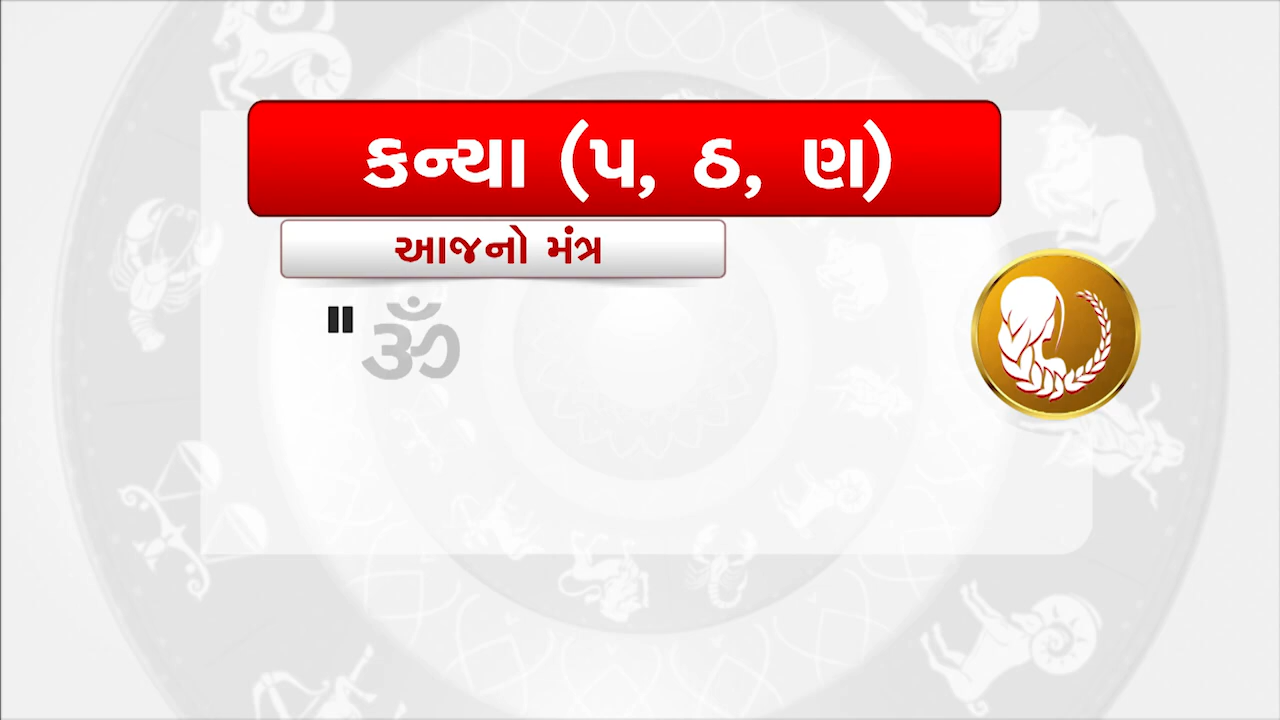 કન્યા (પ, ઠ, ણ)
આજનો મંત્ર
"ૐ